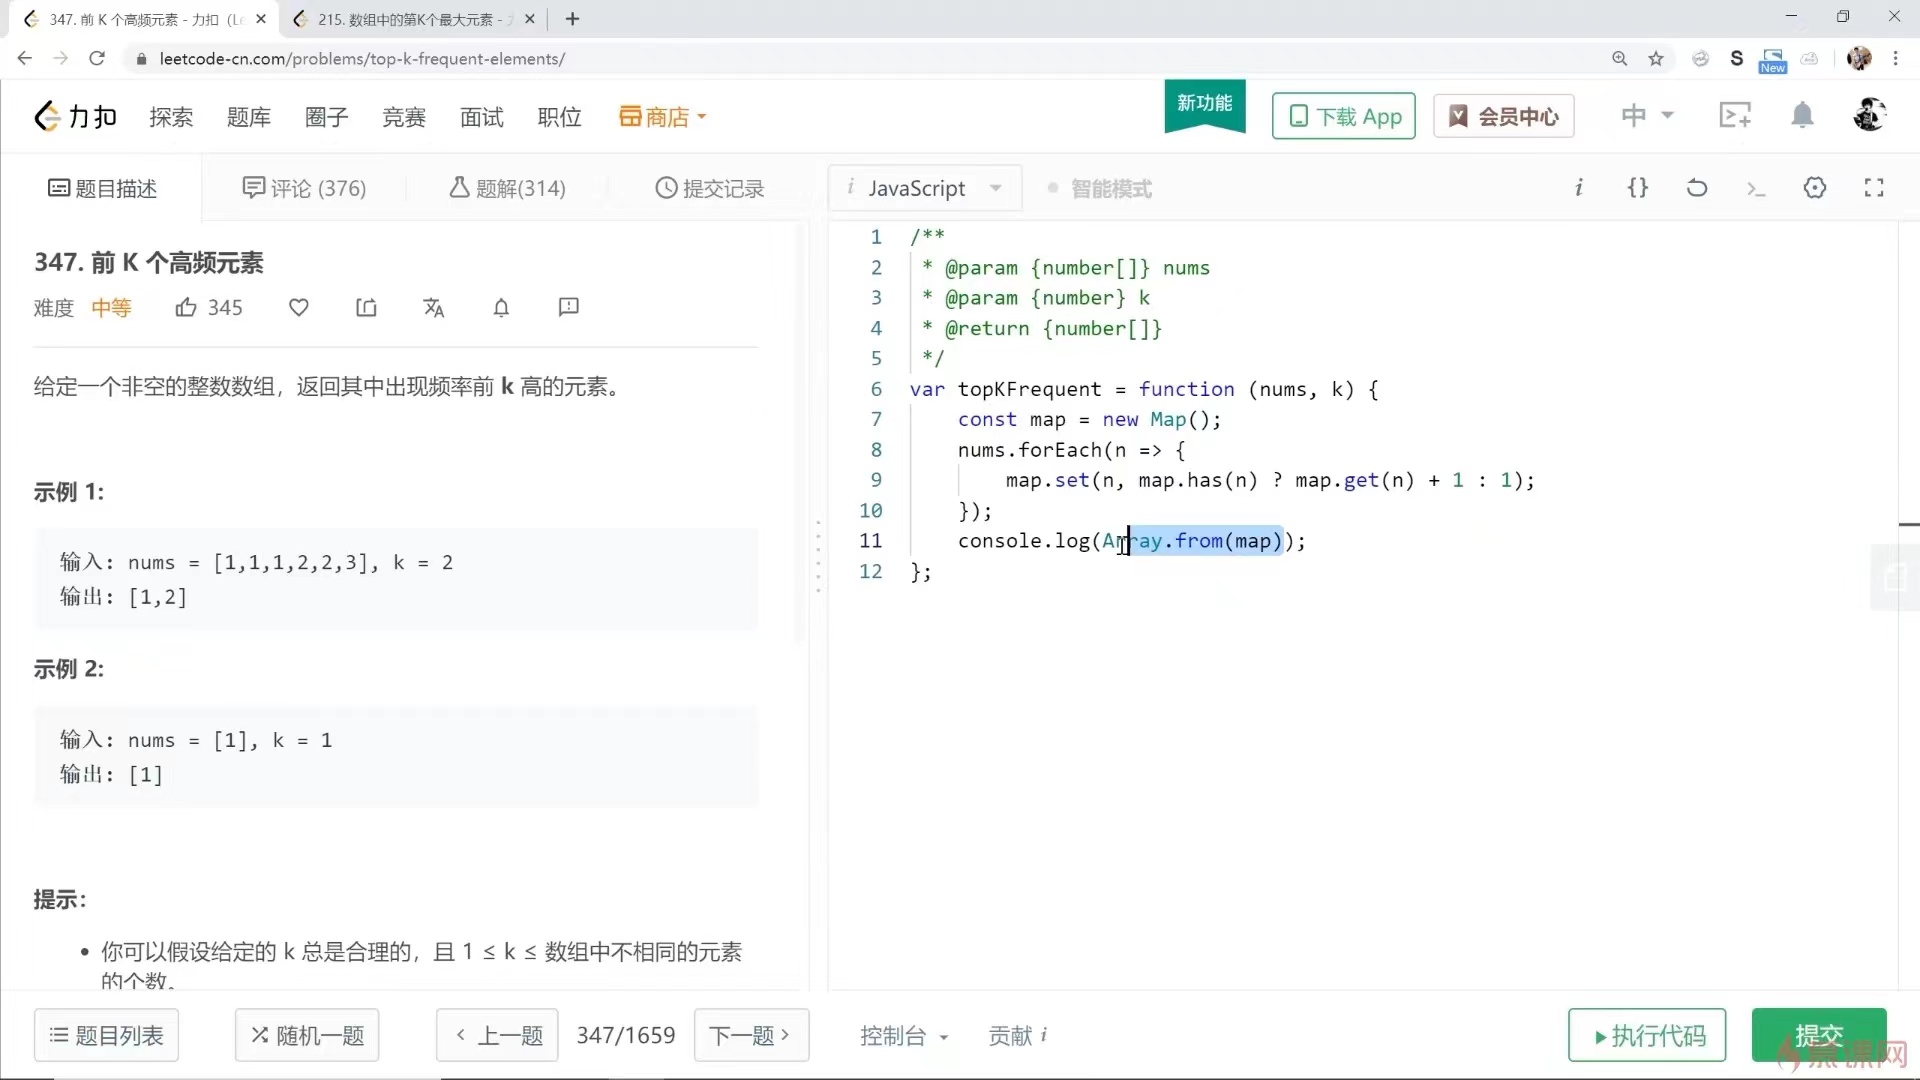 347. 前 K 个高频元素 - 力扣 (Le
215. 数组中的第K个最大元素 -
leetcode-cn.com/problems/top-k-frequent-elements/
S
New
力扣
探索
题库
圈子
竞赛
面试
职位
商店
新功能
下载 App
会员中心
中
题目描述
评论 (376)
题解(314)
提交记录
i JavaScript
智能模式
i
{}
347. 前 K 个高频元素
难度 中等 345
给定一个非空的整数数组，返回其中出现频率前 k 高的元素。
示例 1:
输入: nums = [1,1,1,2,2,3], k = 2
输出: [1,2]
示例 2:
输入: nums = [1], k = 1
输出: [1]
提示：
• 你可以假设给定的 k 总是合理的，且 1 ≤ k ≤ 数组中不相同的元素
的个数。
1 /**
2 * @param {number[]} nums
3 * @param {number} k
4 * @return {number[]}
5 */
6 var topKFrequent = function (nums, k) {
7 const map = new Map();
8 nums.forEach(n => {
9 map.set(n, map.has(n) ? map.get(n) + 1 : 1);
10 });
11 console.log(Array.from(map));
12 };
题目列表
随机一题
上一题
347/1659
下一题
控制台
贡献 i
执行代码
提交
慕课网